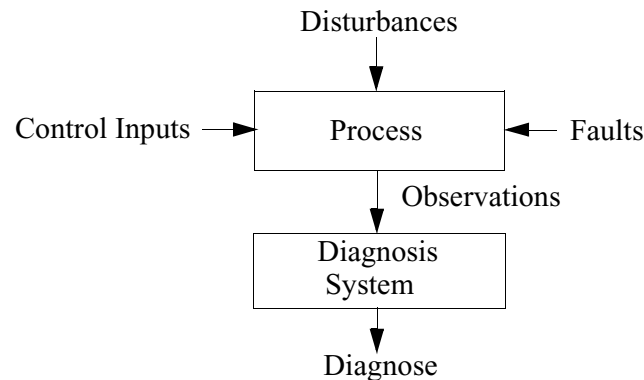 Disturbances
Control Inputs
Process
Faults
Observations
Diagnosis
System
Diagnose